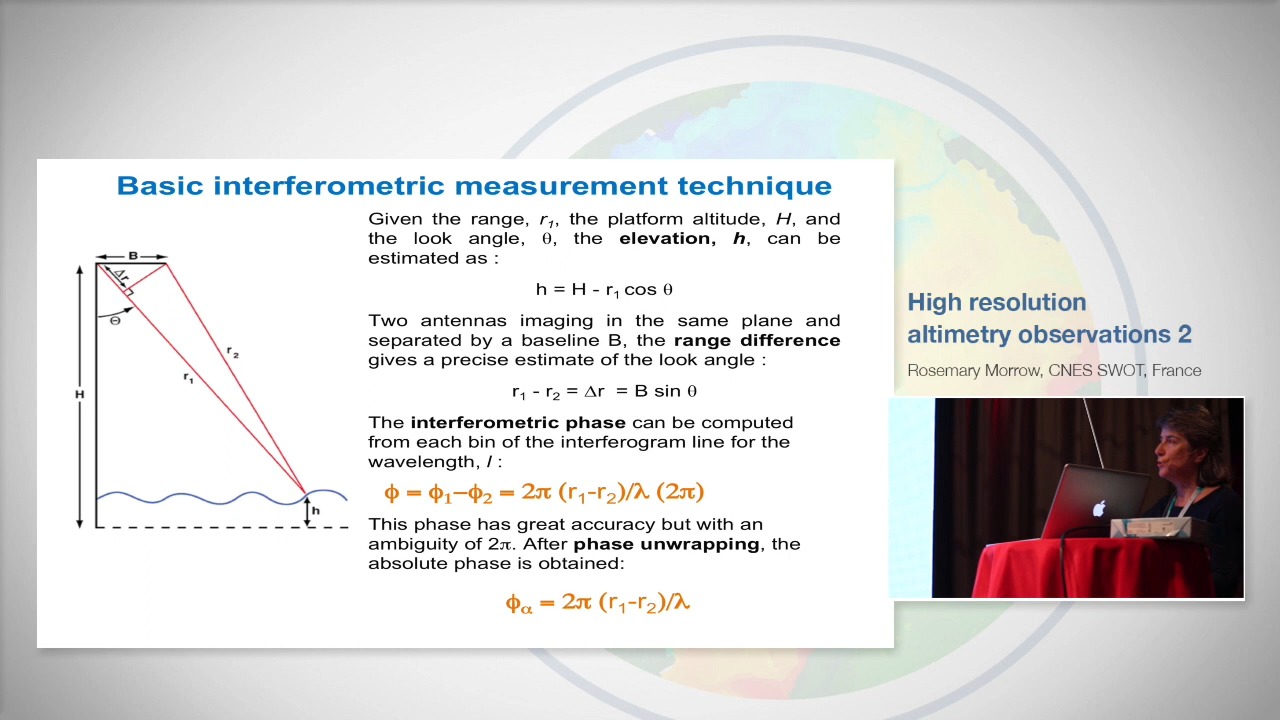 Basic interferometric measurement technique
Given the range, r1, the platform altitude, H, and
the look angle, θ, the elevation, h, can be
estimated as :
h = H - r1 cos θ
Two antennas imaging in the same plane and
separated by a baseline B, the range difference
gives a precise estimate of the look angle :
r1 - r2 = Δr = B sin θ
The interferometric phase can be computed
from each bin of the interferogram line for the
wavelength, l :
ϕ = ϕ1−ϕ2 = 2π (r1-r2)/λ (2π)
This phase has great accuracy but with an
ambiguity of 2π. After phase unwrapping, the
absolute phase is obtained:
ϕα = 2π (r1-r2)/λ
B
Δr
Θ
r2
r1
H
h
High resolution
altimetry observations 2
Rosemary Morrow, CNES SWOT, France